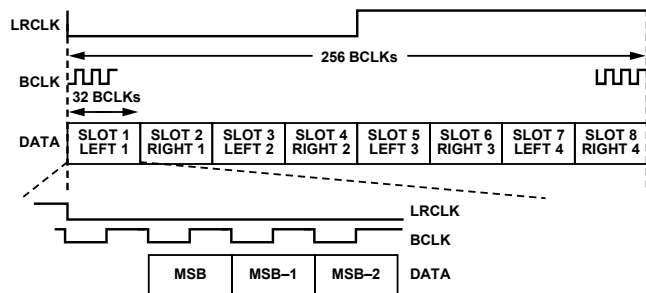 LRCLK
256 BCLKs
BCLK
32 BCLKs
DATA
SLOT 1 LEFT 1
SLOT 2 RIGHT 1
SLOT 3 LEFT 2
SLOT 4 RIGHT 2
SLOT 5 LEFT 3
SLOT 6 RIGHT 3
SLOT 7 LEFT 4
SLOT 8 RIGHT 4
LRCLK
BCLK
MSB
MSB–1
MSB–2
DATA